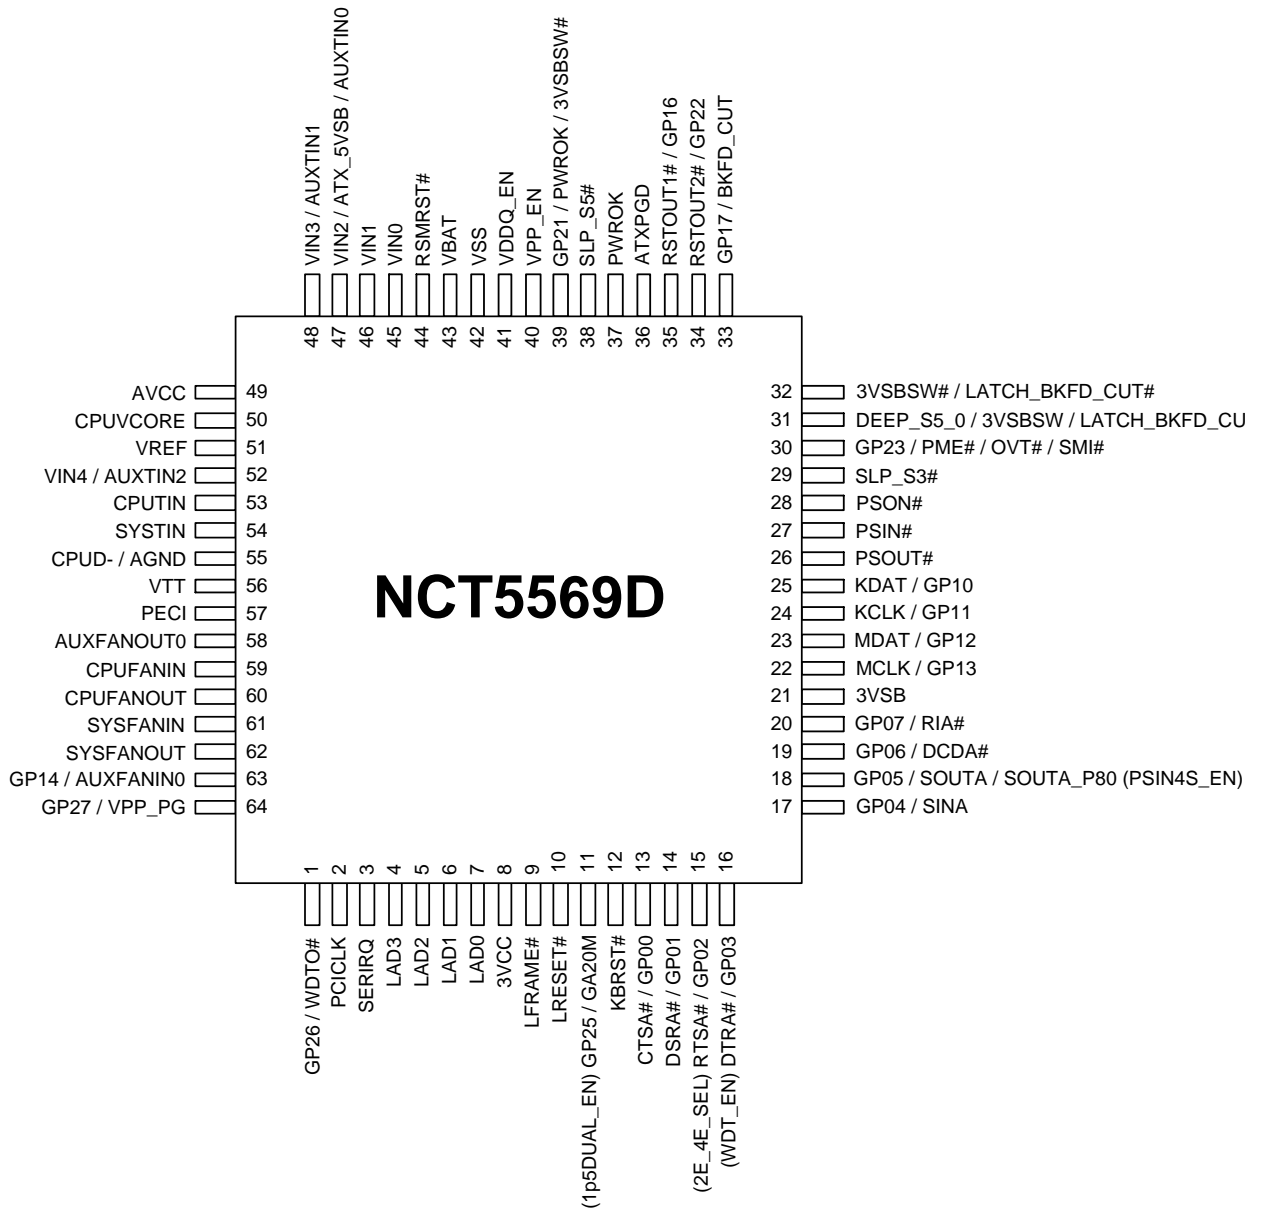 VIN3 / AUXTIN1
VIN2 / ATX_5VSB / AUXTIN0
VIN1
VIN0
RSMRST#
VBAT
VSS
VDDQ_EN
VPP_EN
GP21 / PWROK / 3VSBSW#
SLP_S5#
PWROK
ATXPGD
RSTOUT1# / GP16
RSTOUT2# / GP22
GP17 / BKFD_CUT
48
47
46
45
44
43
42
41
40
39
38
37
36
35
34
33
AVCC 49
CPUVCORE 50
VREF 51
VIN4 / AUXTIN2 52
CPUTIN 53
SYSTIN 54
CPUD- / AGND 55
VTT 56
PECI 57
AUXFANOUT0 58
CPUFANIN 59
CPUFANOUT 60
SYSFANIN 61
SYSFANOUT 62
GP14 / AUXFANIN0 63
GP27 / VPP_PG 64
NCT5569D
32 3VSBSW# / LATCH_BKFD_CUT#
31 DEEP_S5_0 / 3VSBSW / LATCH_BKFD_CU
30 GP23 / PME# / OVT# / SMI#
29 SLP_S3#
28 PSON#
27 PSIN#
26 PSOUT#
25 KDAT / GP10
24 KCLK / GP11
23 MDAT / GP12
22 MCLK / GP13
21 3VSB
20 GP07 / RIA#
19 GP06 / DCDA#
18 GP05 / SOUTA / SOUTA_P80 (PSIN4S_EN)
17 GP04 / SINA
1
2
3
4
5
6
7
8
9
10
11
12
13
14
15
16
GP26 / WDTO#
PCICLK
SERIRQ
LAD3
LAD2
LAD1
LAD0
3VCC
LFRAME#
LRESET#
(1p5DUAL_EN) GP25 / GA20M
KBRST#
CTSA# / GP00
DSRA# / GP01
(2E_4E_SEL) RTSA# / GP02
(WDT_EN) DTRA# / GP03